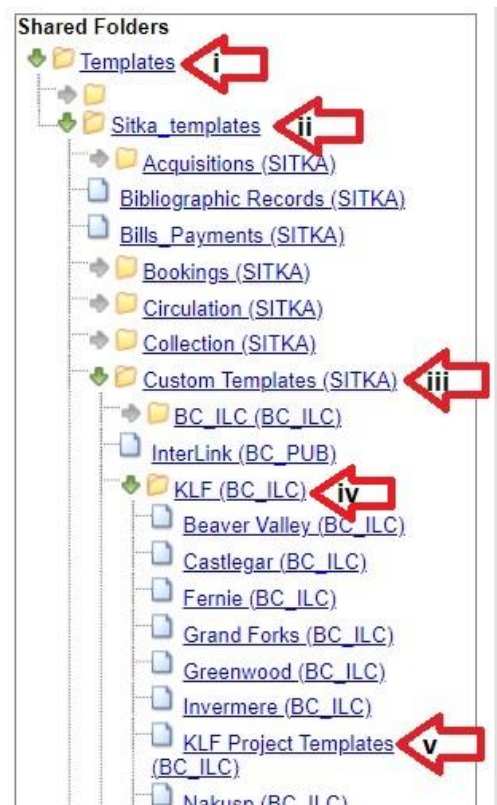 Shared Folders
Templates i
Sitka_templates ii
Acquisitions (SITKA)
Bibliographic Records (SITKA)
Bills_Payments (SITKA)
Bookings (SITKA)
Circulation (SITKA)
Collection (SITKA)
Custom Templates (SITKA) iii
BC_ILC (BC_ILC)
InterLink (BC_PUB)
KLF (BC_ILC) iv
Beaver Valley (BC_ILC)
Castlegar (BC_ILC)
Fernie (BC_ILC)
Grand Forks (BC_ILC)
Greenwood (BC_ILC)
Invermere (BC_ILC)
KLF Project Templates v
(BC_ILC)
Nakusp (BC_ILC)